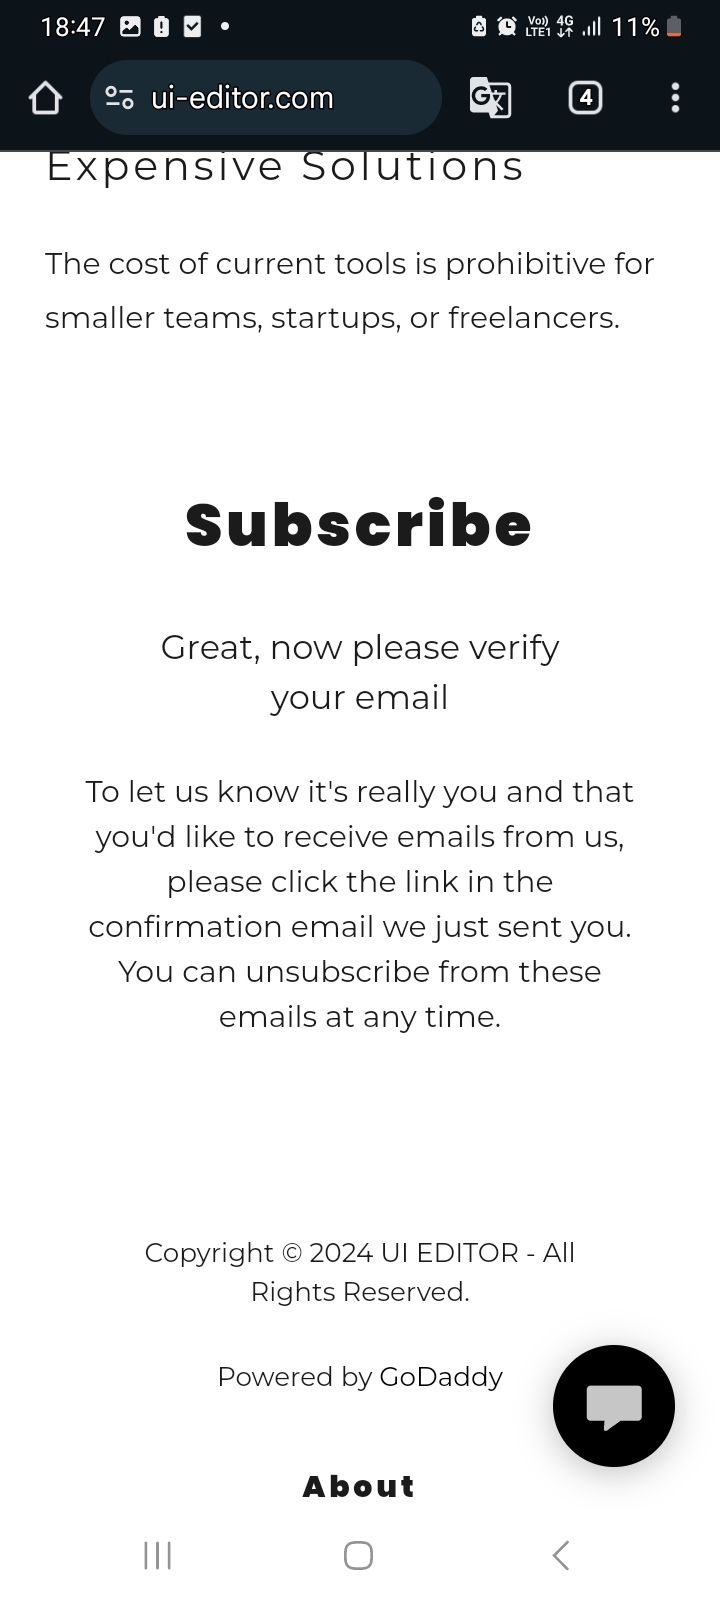 18:47
Vo)) 4G
LTE1
11%
ui-editor.com
G
4
Expensive Solutions
The cost of current tools is prohibitive for
smaller teams, startups, or freelancers.
Subscribe
Great, now please verify
your email
To let us know it's really you and that
you'd like to receive emails from us,
please click the link in the
confirmation email we just sent you.
You can unsubscribe from these
emails at any time.
Copyright © 2024 UI EDITOR - All
Rights Reserved.
Powered by GoDaddy
About